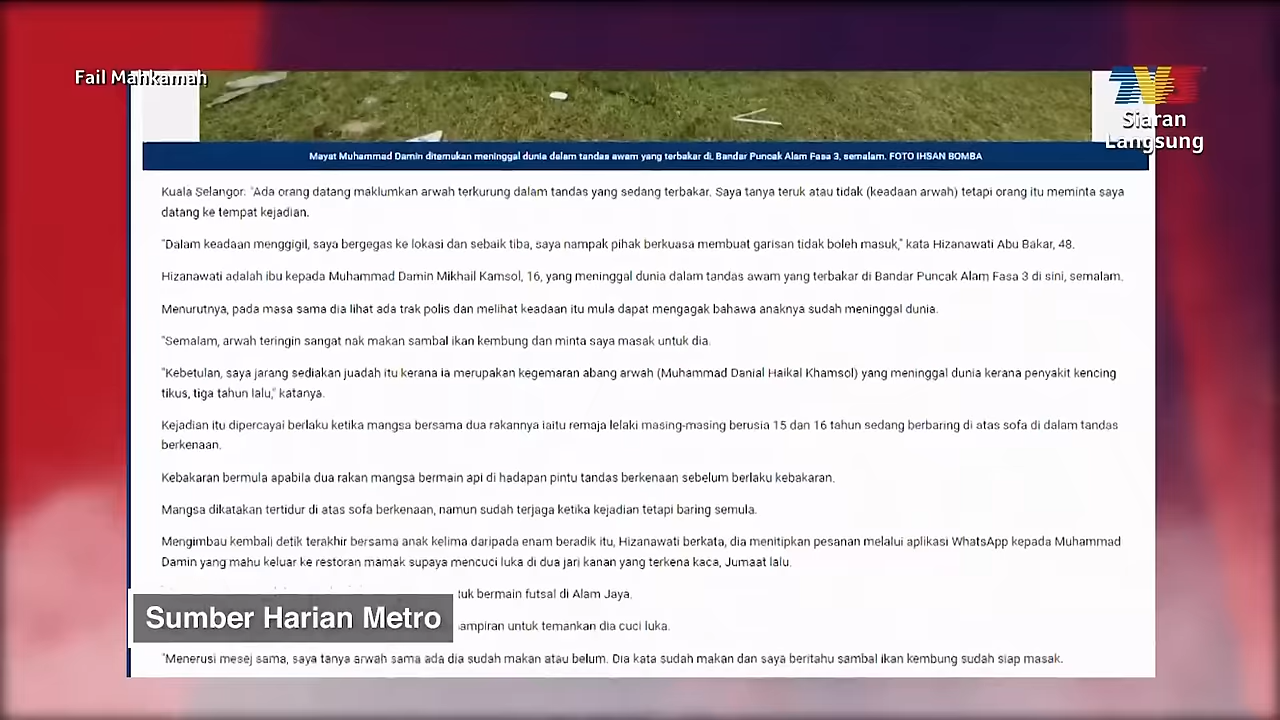 Fail Mahkamah
TV3
Siaran
Langsung
Mayat Muhammad Damin ditemukan meninggal dunia dalam tandas awam yang terbakar di, Bandar Puncak Alam Fasa 3, semalam. FOTO IHSAN BOMBA
Kuala Selangor: "Ada orang datang maklumkan arwah terkurung dalam tandas yang sedang terbakar. Saya tanya teruk atau tidak (keadaan arwah) tetapi orang itu meminta saya
datang ke tempat kejadian.
"Dalam keadaan menggigil, saya bergegas ke lokasi dan sebaik tiba, saya nampak pihak berkuasa membuat garisan tidak boleh masuk," kata Hizanawati Abu Bakar, 48.
Hizanawati adalah ibu kepada Muhammad Damin Mikhail Kamsol, 16, yang meninggal dunia dalam tandas awam yang terbakar di Bandar Puncak Alam Fasa 3 di sini, semalam.
Menurutnya, pada masa sama dia lihat ada trak polis dan melihat keadaan itu mula dapat mengagak bahawa anaknya sudah meninggal dunia.
"Semalam, arwah teringin sangat nak makan sambal ikan kembung dan minta saya masak untuk dia.
"Kebetulan, saya jarang sediakan juadah itu kerana ia merupakan kegemaran abang arwah (Muhammad Danial Haikal Khamsol) yang meninggal dunia kerana penyakit kencing
tikus, tiga tahun lalu," katanya.
Kejadian itu dipercayai berlaku ketika mangsa bersama dua rakannya iaitu remaja lelaki masing-masing berusia 15 dan 16 tahun sedang berbaring di atas sofa di dalam tandas
berkenaan.
Kebakaran bermula apabila dua rakan mangsa bermain api di hadapan pintu tandas berkenaan sebelum berlaku kebakaran.
Mangsa dikatakan tertidur di atas sofa berkenaan, namun sudah terjaga ketika kejadian tetapi baring semula.
Mengimbau kembali detik terakhir bersama anak kelima daripada enam beradik itu, Hizanawati berkata, dia menitipkan pesanan melalui aplikasi WhatsApp kepada Muhammad
Damin yang mahu keluar ke restoran mamak supaya mencuci luka di dua jari kanan yang terkena kaca, Jumaat lalu.
tuk bermain futsal di Alam Jaya.
Sumber Harian Metro
ampiran untuk temankan dia cuci luka.
"Menerusi mesej sama, saya tanya arwah sama ada dia sudah makan atau belum. Dia kata sudah makan dan saya beritahu sambal ikan kembung sudah siap masak.